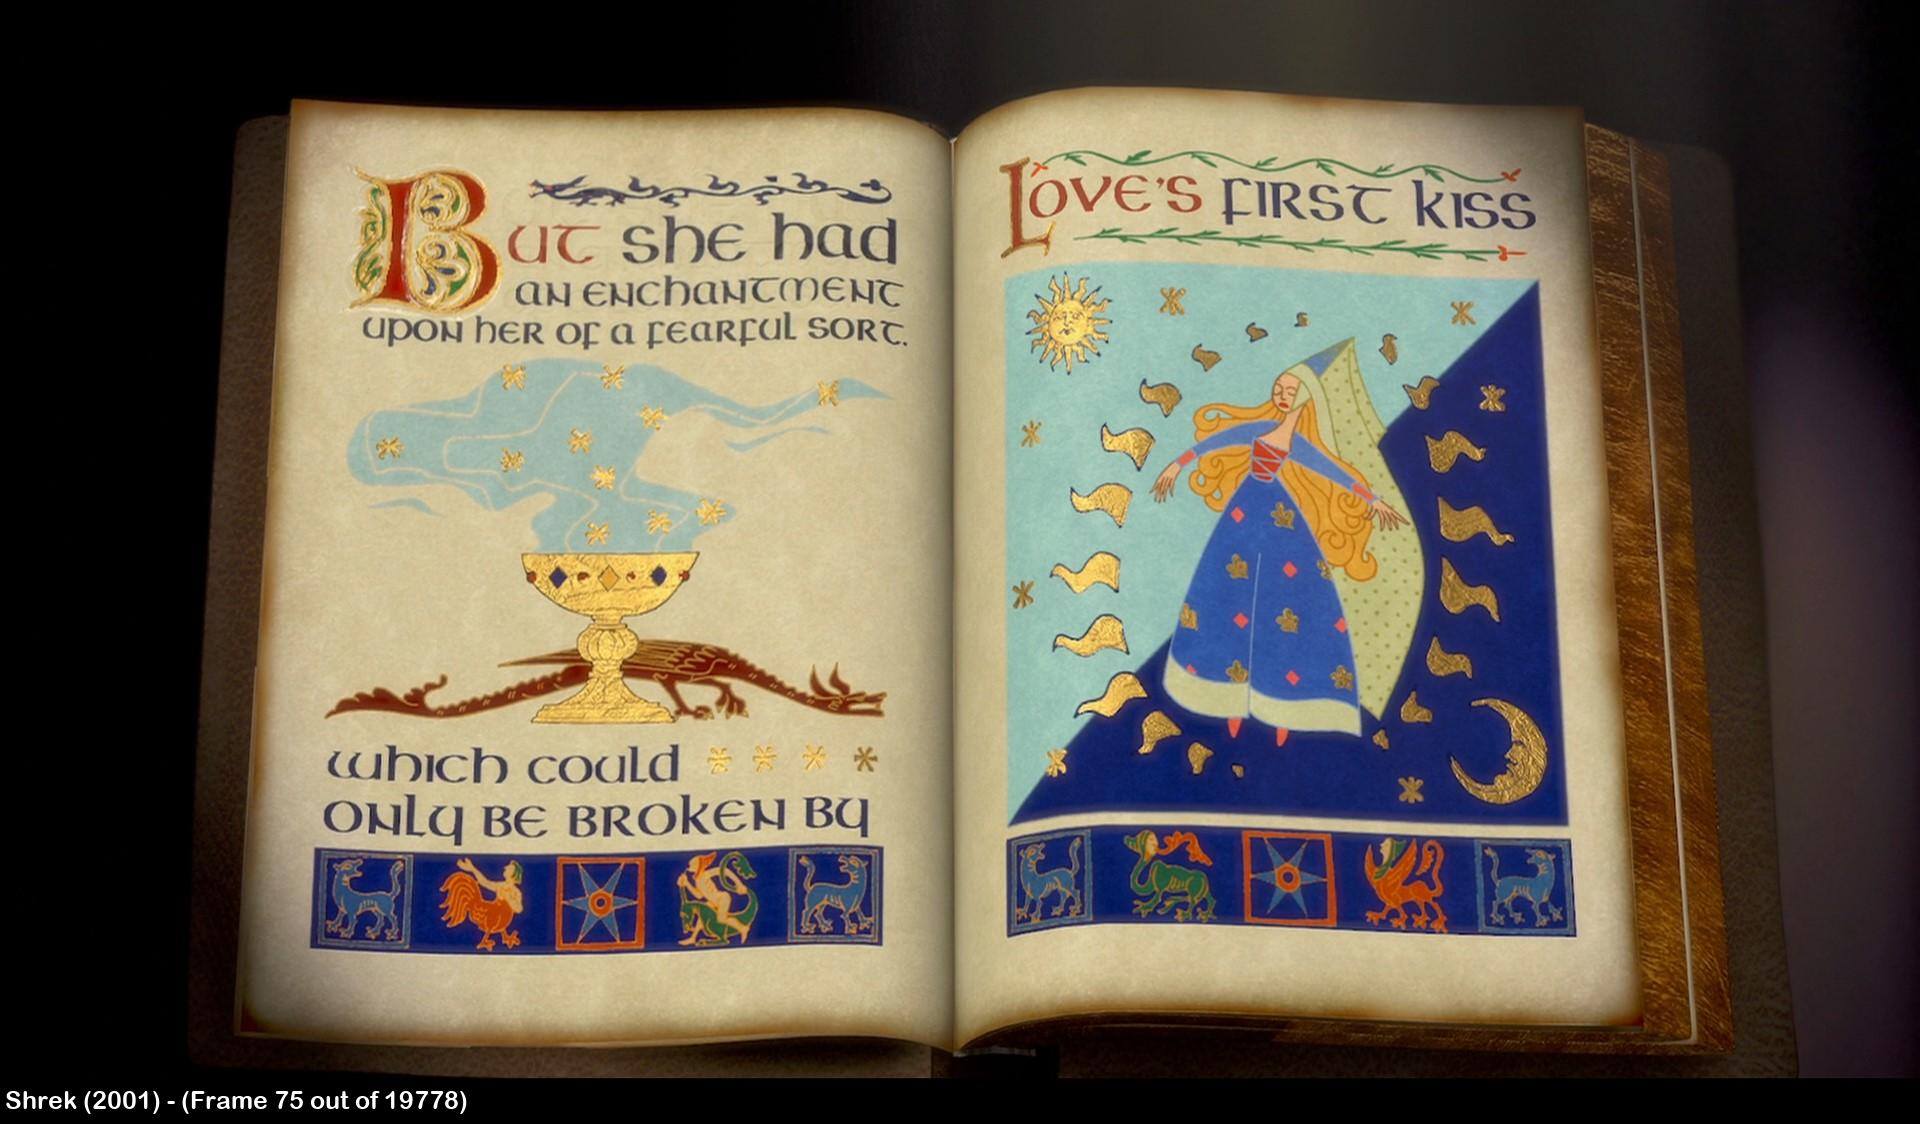 But she had
an enchantment
upon her of a fearful sort.
which could
only be broken by
Love's first kiss
Shrek (2001) - (Frame 75 out of 19778)